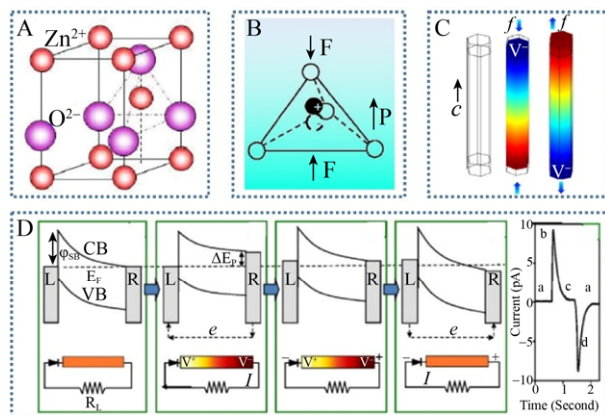 A
Zn2+
O2−
B
F
+
P
F
C
f
f
V−
c
V−
D
φSB
CB
L
EF
R
VB
RL
ΔEP
L
R
e
V+
V−
I
L
R
−
V+
V−
+
L
R
e
−
+
I
Current (pA)
10
5
0
−5
−10
b
a
c
a
d
0
1
2
Time (Second)